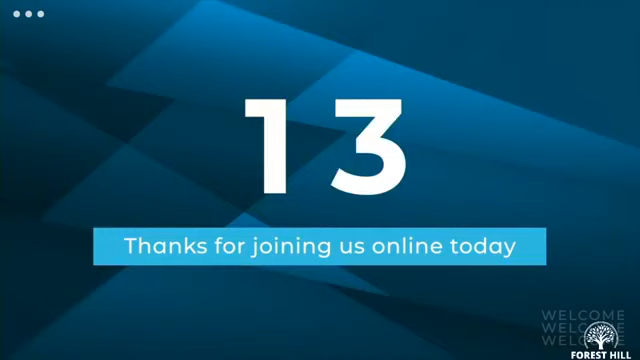 13
Thanks for joining us online today
WELCOME
WELCOME
WELCOME
FOREST HILL